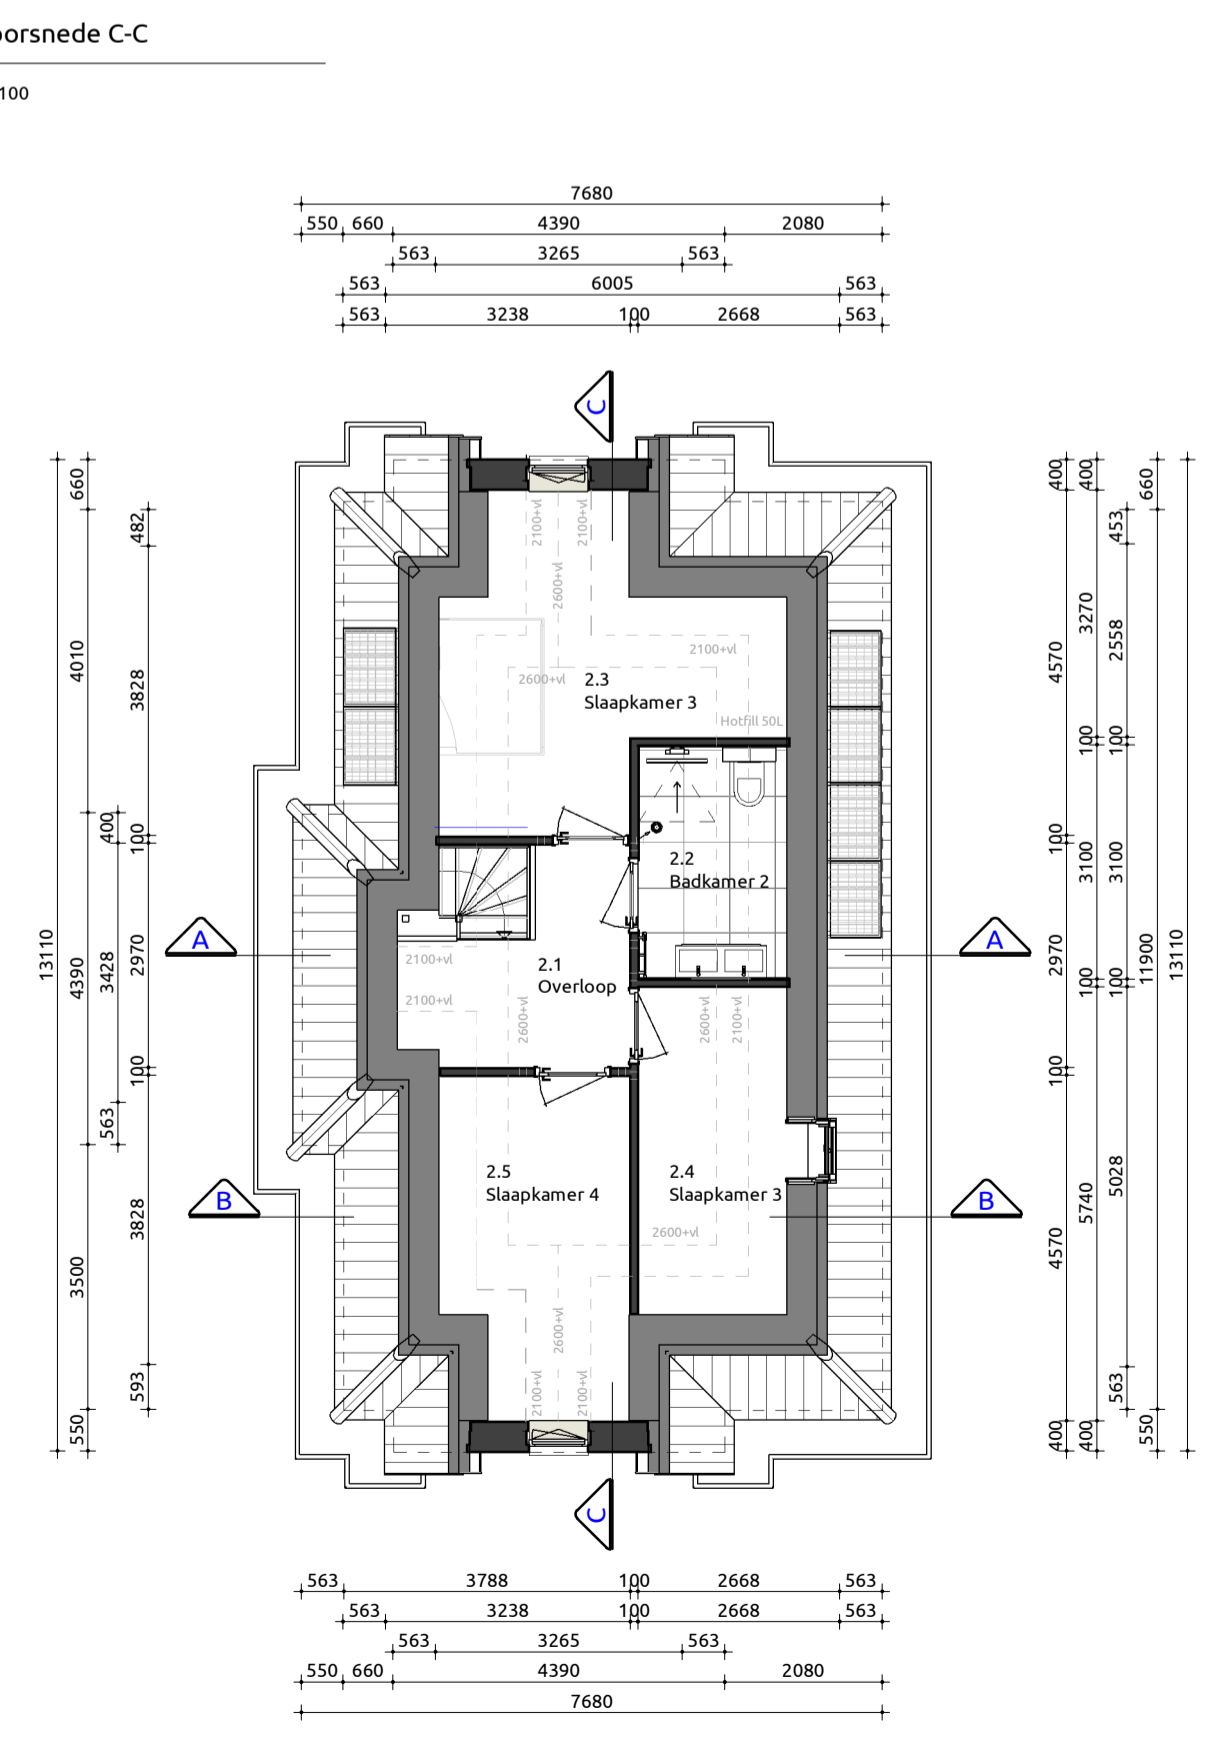 oorsnede C-C
100
7680
550 660 4390 2080
563 3265 563
563 6005 563
563 3238 100 2668 563
C
660
482
4010
3828
400
100
13110
4390
3428
2970
100
563
3828
3500
593
550
400
400
660
453
3270
2558
4570
100
100
100
3100
3100
2970
11900
13110
100
100
100
5028
5740
4570
563
400
400
550
2100+vl
2100+vl
2600+vl
2100+vl
2600+vl
2.3
Slaapkamer 3
Hotfill 50L
2.2
Badkamer 2
A
A
2100+vl
2.1
Overloop
2100+vl
2600+vl
2600+vl
2100+vl
2.5
Slaapkamer 4
2.4
Slaapkamer 3
B
B
2600+vl
2600+vl
2100+vl
2100+vl
C
563 3788 100 2668 563
563 3238 100 2668 563
563 3265 563
550 660 4390 2080
7680